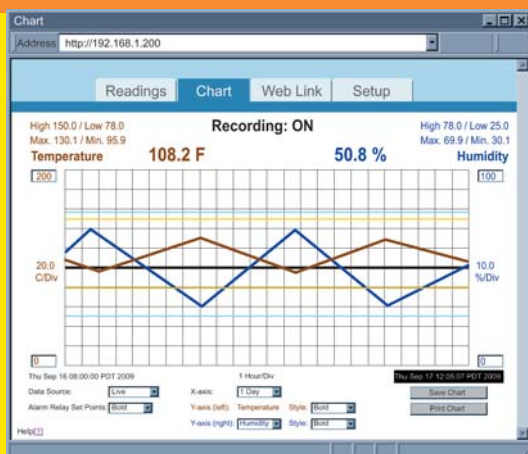 Chart
Address http://192.168.1.200
Readings Chart Web Link Setup
High 150.0 / Low 78.0 Recording: ON High 78.0 / Low 25.0
Max. 130.1 / Min. 95.9 Max. 69.9 / Min. 30.1
Temperature 108.2 F 50.8 % Humidity
200 100
20.0 10.0
C/Div %/Div
0 0
Thu Sep 16 08:00:00 PDT 2009 1 Hour/Div Thu Sep 17 12:05:07 PDT 2009
Data Source: Live X-axis: 1 Day Save Chart
Alarm Relay Set Points: Bold Y-axis (left): Temperature Style: Bold Print Chart
Y-axis (right): Humidity Style: Bold
Help[?]